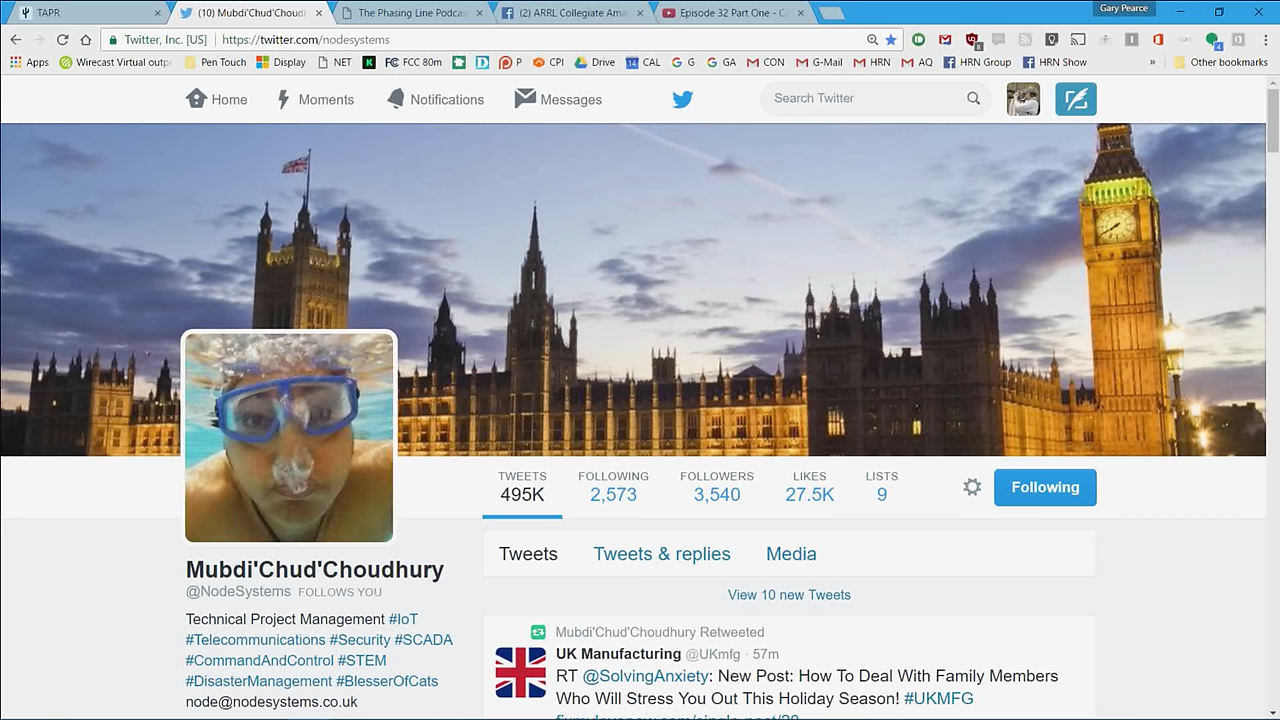 Gary Pearce
TAPR
(10) Mubdi'Chud'Choud
The Phasing Line Podca
(2) ARRL Collegiate Ama
Episode 32 Part One - C
Twitter, Inc. [US] https://twitter.com/nodesystems
Apps Wirecast Virtual outp Pen Touch Display NET FCC 80m P CPI Drive CAL G GA CON G-Mail HRN AQ HRN Group HRN Show » Other bookmarks
Home Moments Notifications Messages Search Twitter
TWEETS FOLLOWING FOLLOWERS LIKES LISTS
495K 2,573 3,540 27.5K 9
Following
Tweets Tweets & replies Media
View 10 new Tweets
Mubdi'Chud'Choudhury
@NodeSystems FOLLOWS YOU
Technical Project Management #IoT
#Telecommunications #Security #SCADA
#CommandAndControl #STEM
#DisasterManagement #BlesserOfCats
node@nodesystems.co.uk
Mubdi'Chud'Choudhury Retweeted
UK Manufacturing @UKmfg · 57m
RT @SolvingAnxiety: New Post: How To Deal With Family Members
Who Will Stress You Out This Holiday Season! #UKMFG